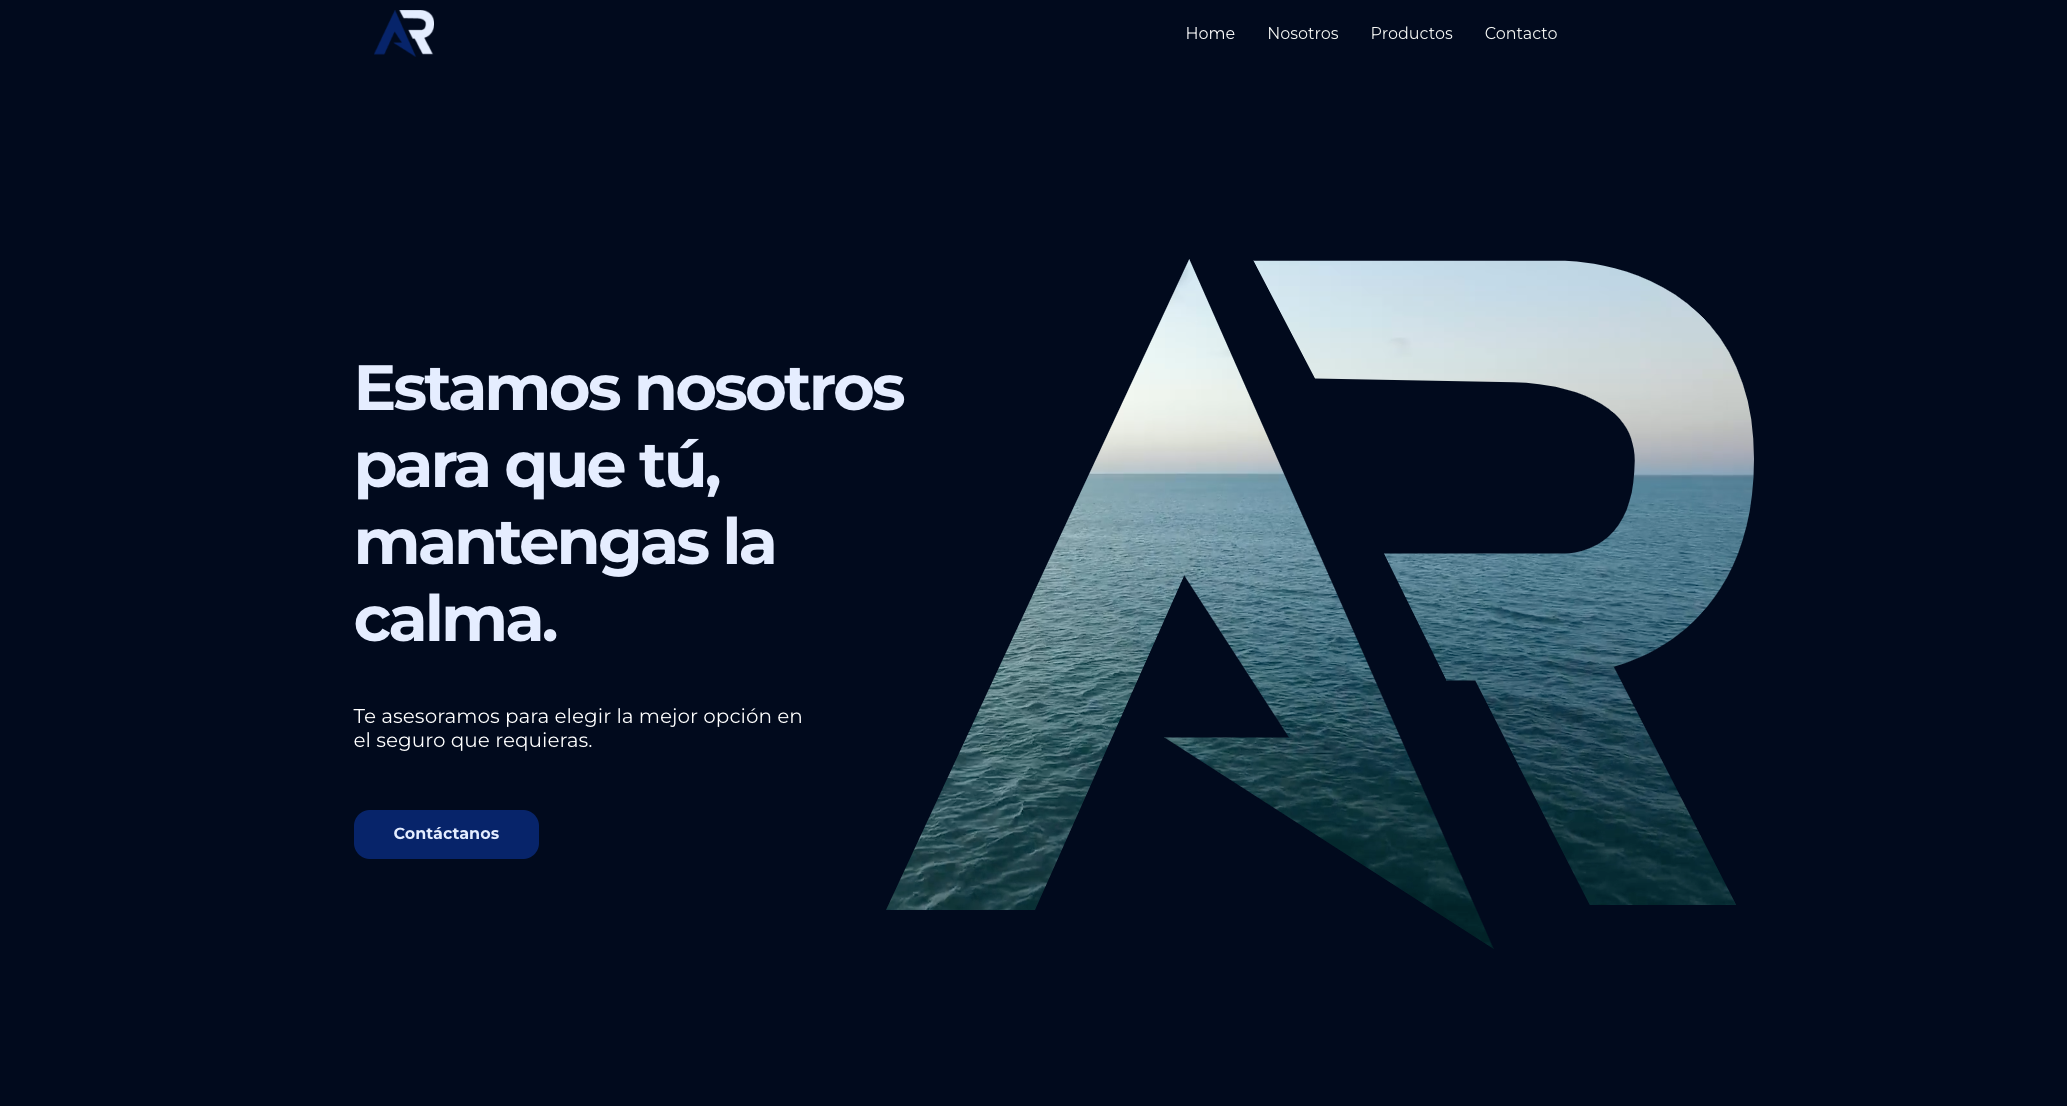 AR
Home Nosotros Productos Contacto
Estamos nosotros
para que tú,
mantengas la
calma.
Te asesoramos para elegir la mejor opción en
el seguro que requieras.
Contáctanos
AR